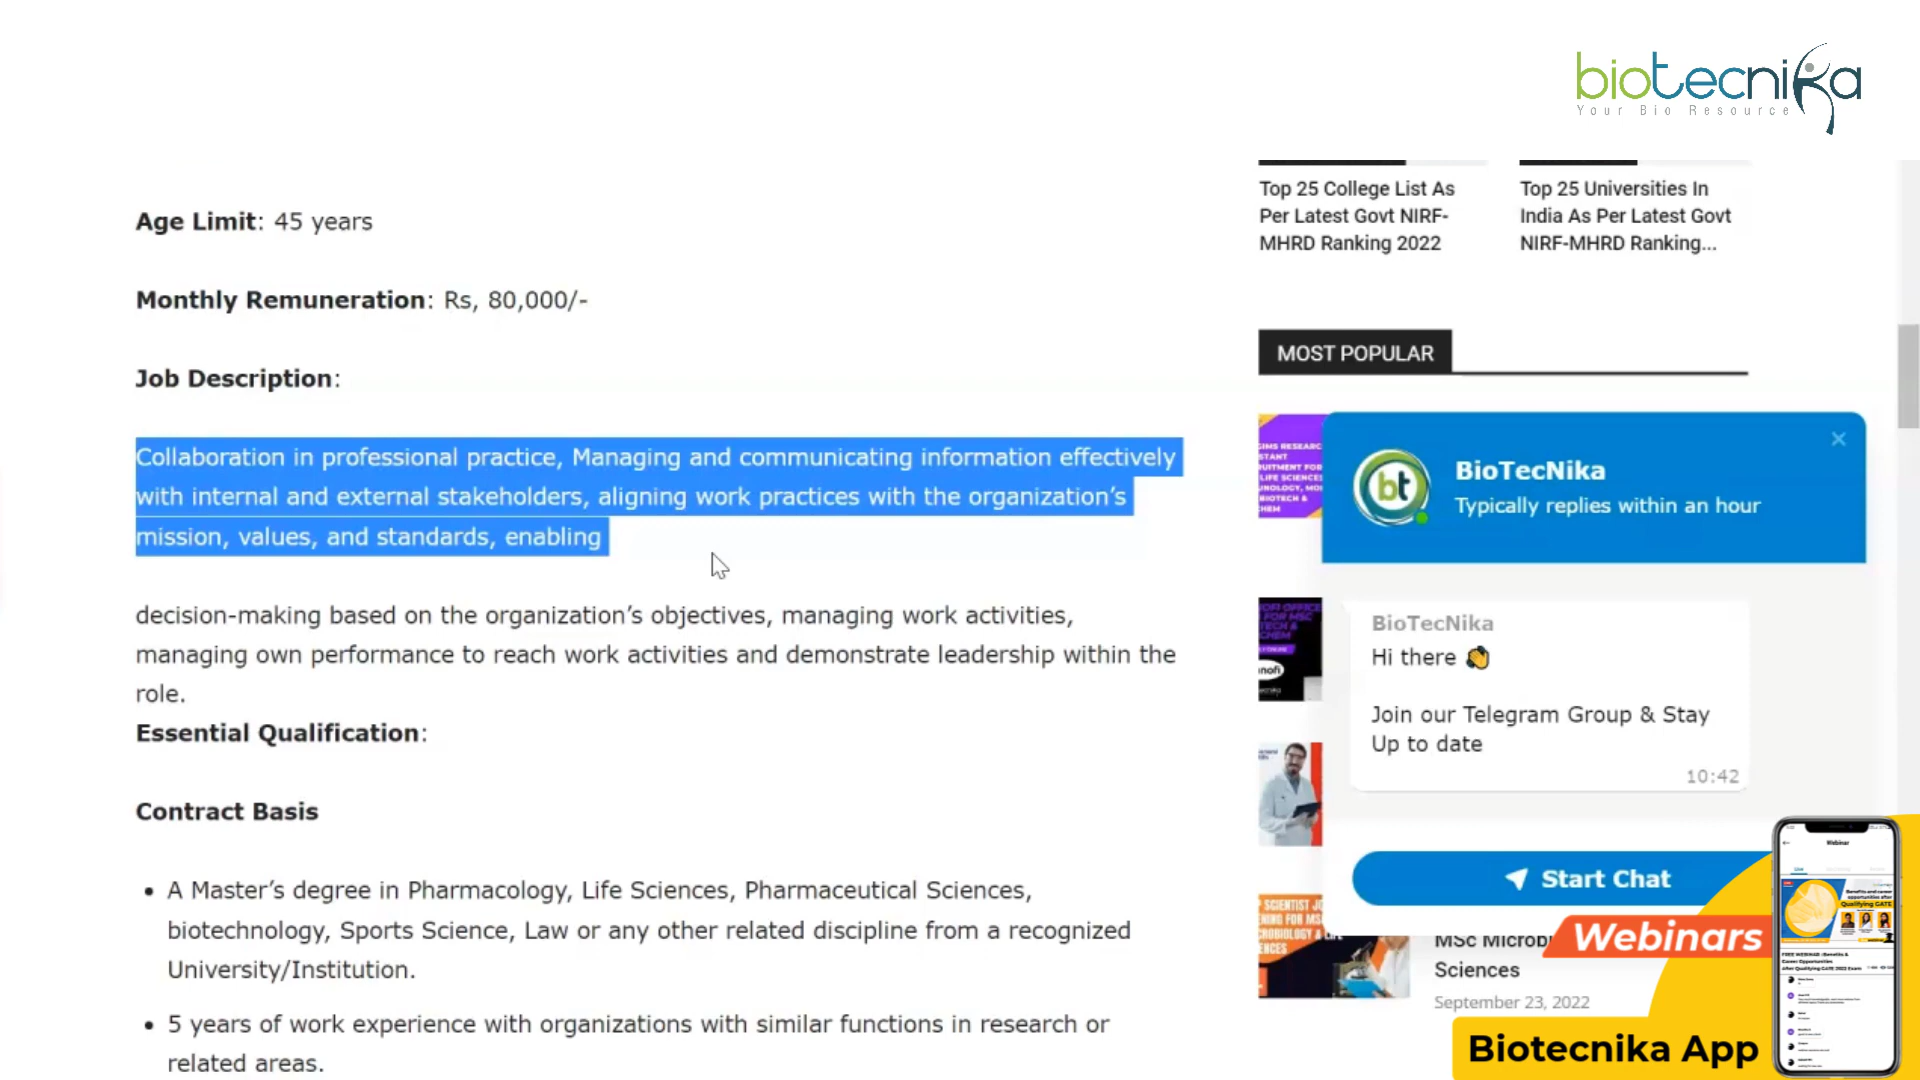 biotecnika
Your Bio Resource
Age Limit: 45 years
Monthly Remuneration: Rs, 80,000/-
Job Description:
Collaboration in professional practice, Managing and communicating information effectively
with internal and external stakeholders, aligning work practices with the organization’s
mission, values, and standards, enabling
decision-making based on the organization’s objectives, managing work activities,
managing own performance to reach work activities and demonstrate leadership within the
role.
Essential Qualification:
Contract Basis
• A Master’s degree in Pharmacology, Life Sciences, Pharmaceutical Sciences,
biotechnology, Sports Science, Law or any other related discipline from a recognized
University/Institution.
• 5 years of work experience with organizations with similar functions in research or
related areas.
Top 25 College List As
Per Latest Govt NIRF-
MHRD Ranking 2022
Top 25 Universities In
India As Per Latest Govt
NIRF-MHRD Ranking...
MOST POPULAR
BioTecNika
Typically replies within an hour
bt
BioTecNika
Hi there
Join our Telegram Group & Stay
Up to date
10:42
Start Chat
MSc Microbi
Sciences
September 23, 2022
Webinars
Biotecnika App
Webinar
Qualifying GATE